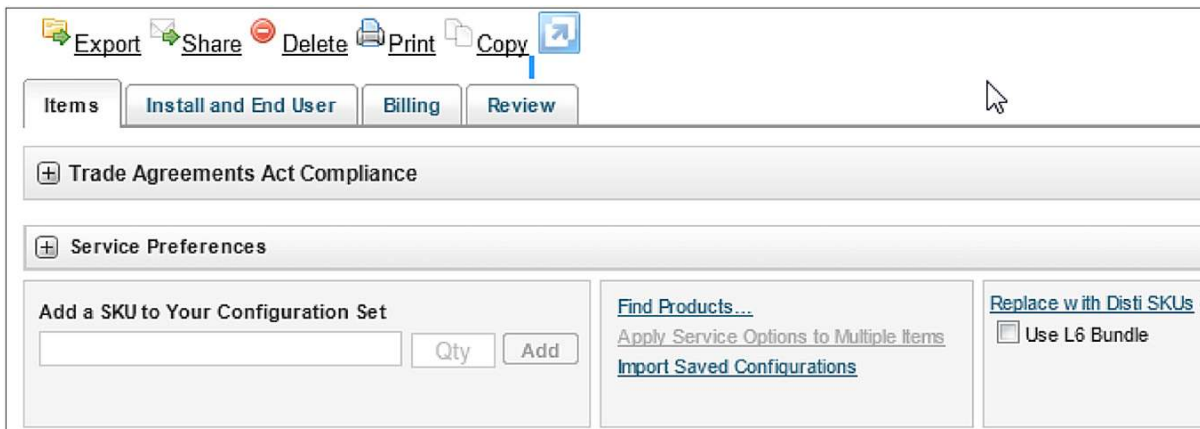 Export Share Delete Print Copy
Items Install and End User Billing Review
Trade Agreements Act Compliance
Service Preferences
Add a SKU to Your Configuration Set
Qty Add
Find Products...
Apply Service Options to Multiple Items
Import Saved Configurations
Replace with Disti SKUs
Use L6 Bundle